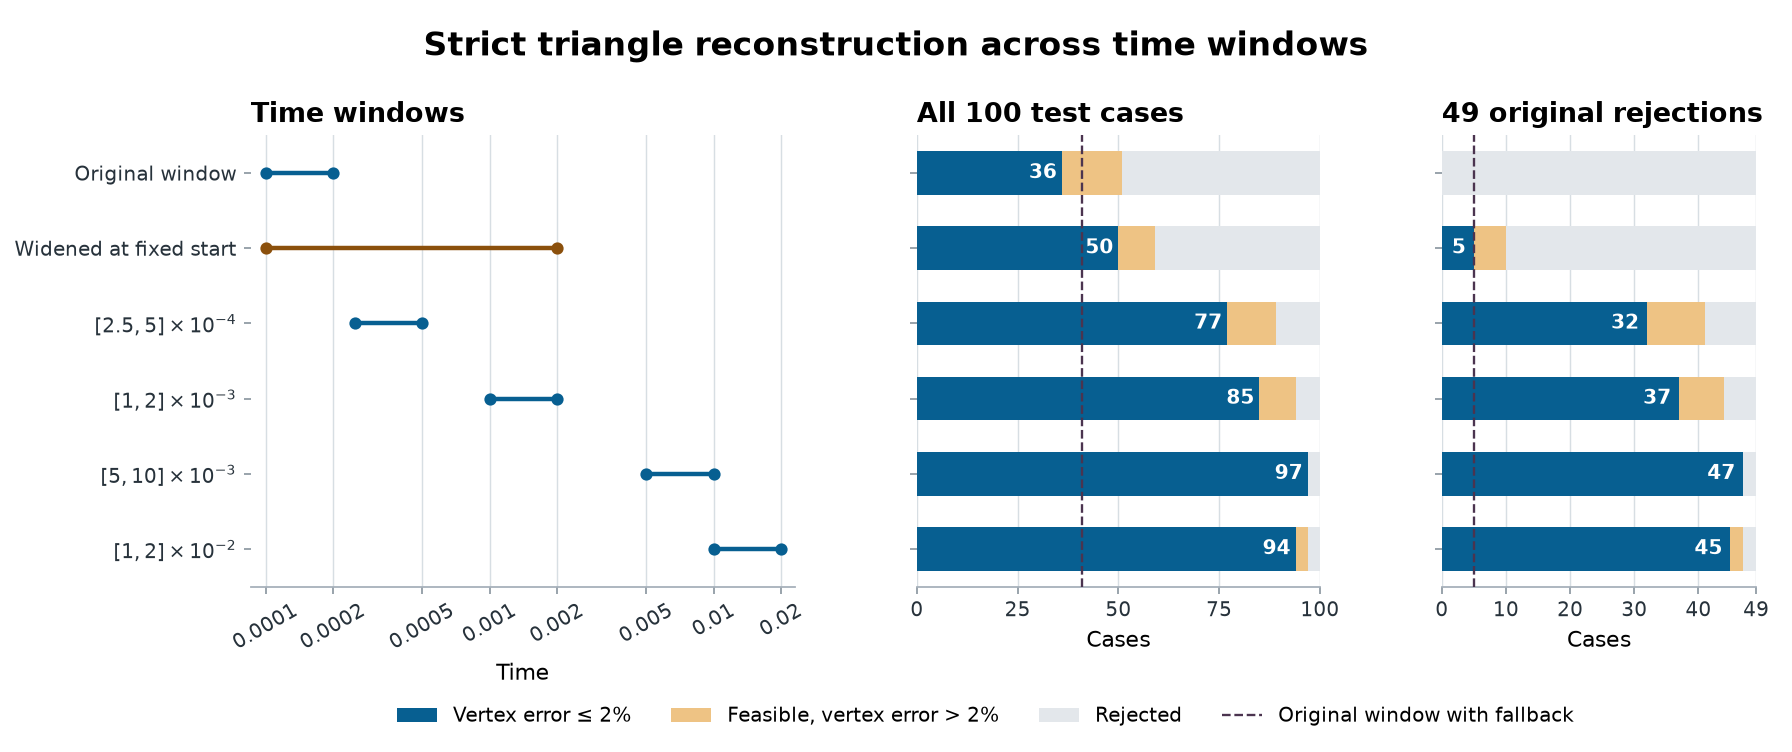 Strict triangle reconstruction across time windows
Time windows
All 100 test cases
49 original rejections
Original window
Widened at fixed start
[2.5, 5] × 10⁻⁴
[1, 2] × 10⁻³
[5, 10] × 10⁻³
[1, 2] × 10⁻²
36
50
77
85
97
94
5
32
37
47
45
0.0001 0.0002 0.0005 0.001 0.002 0.005 0.01 0.02
Time
0 25 50 75 100
Cases
0 10 20 30 40 49
Cases
Vertex error ≤ 2% Feasible, vertex error > 2% Rejected Original window with fallback